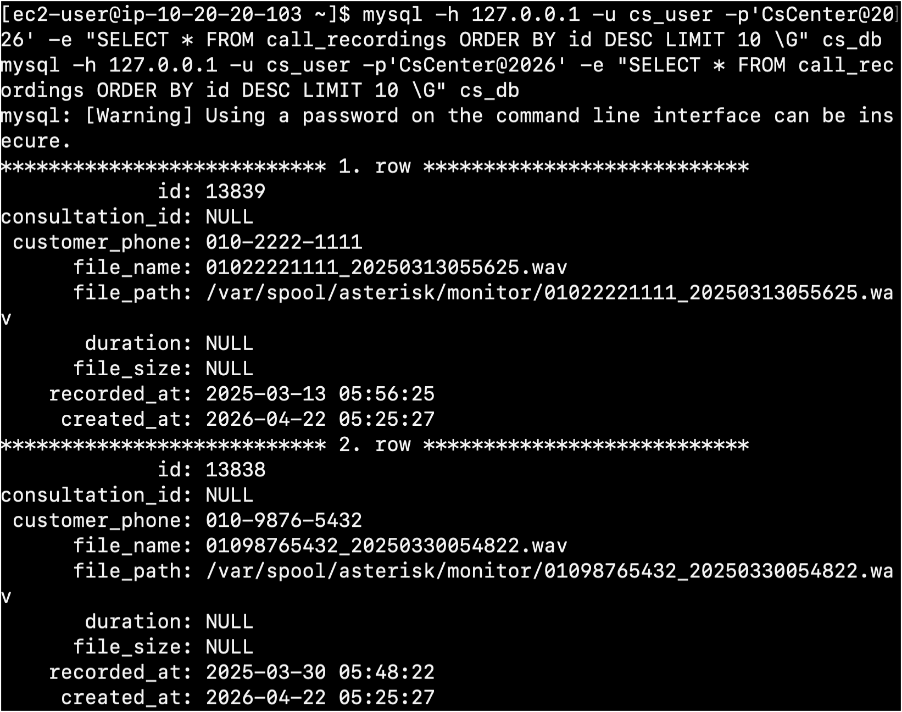 [ec2-user@ip-10-20-20-103 ~]$ mysql -h 127.0.0.1 -u cs_user -p'CsCenter@20
26' -e "SELECT * FROM call_recordings ORDER BY id DESC LIMIT 10 \G" cs_db
mysql -h 127.0.0.1 -u cs_user -p'CsCenter@2026' -e "SELECT * FROM call_rec
ordings ORDER BY id DESC LIMIT 10 \G" cs_db
mysql: [Warning] Using a password on the command line interface can be ins
ecure.
*************************** 1. row ***************************
             id: 13839
consultation_id: NULL
 customer_phone: 010-2222-1111
      file_name: 01022221111_20250313055625.wav
      file_path: /var/spool/asterisk/monitor/01022221111_20250313055625.wa
v
       duration: NULL
      file_size: NULL
    recorded_at: 2025-03-13 05:56:25
     created_at: 2026-04-22 05:25:27
*************************** 2. row ***************************
             id: 13838
consultation_id: NULL
 customer_phone: 010-9876-5432
      file_name: 01098765432_20250330054822.wav
      file_path: /var/spool/asterisk/monitor/01098765432_20250330054822.wa
v
       duration: NULL
      file_size: NULL
    recorded_at: 2025-03-30 05:48:22
     created_at: 2026-04-22 05:25:27